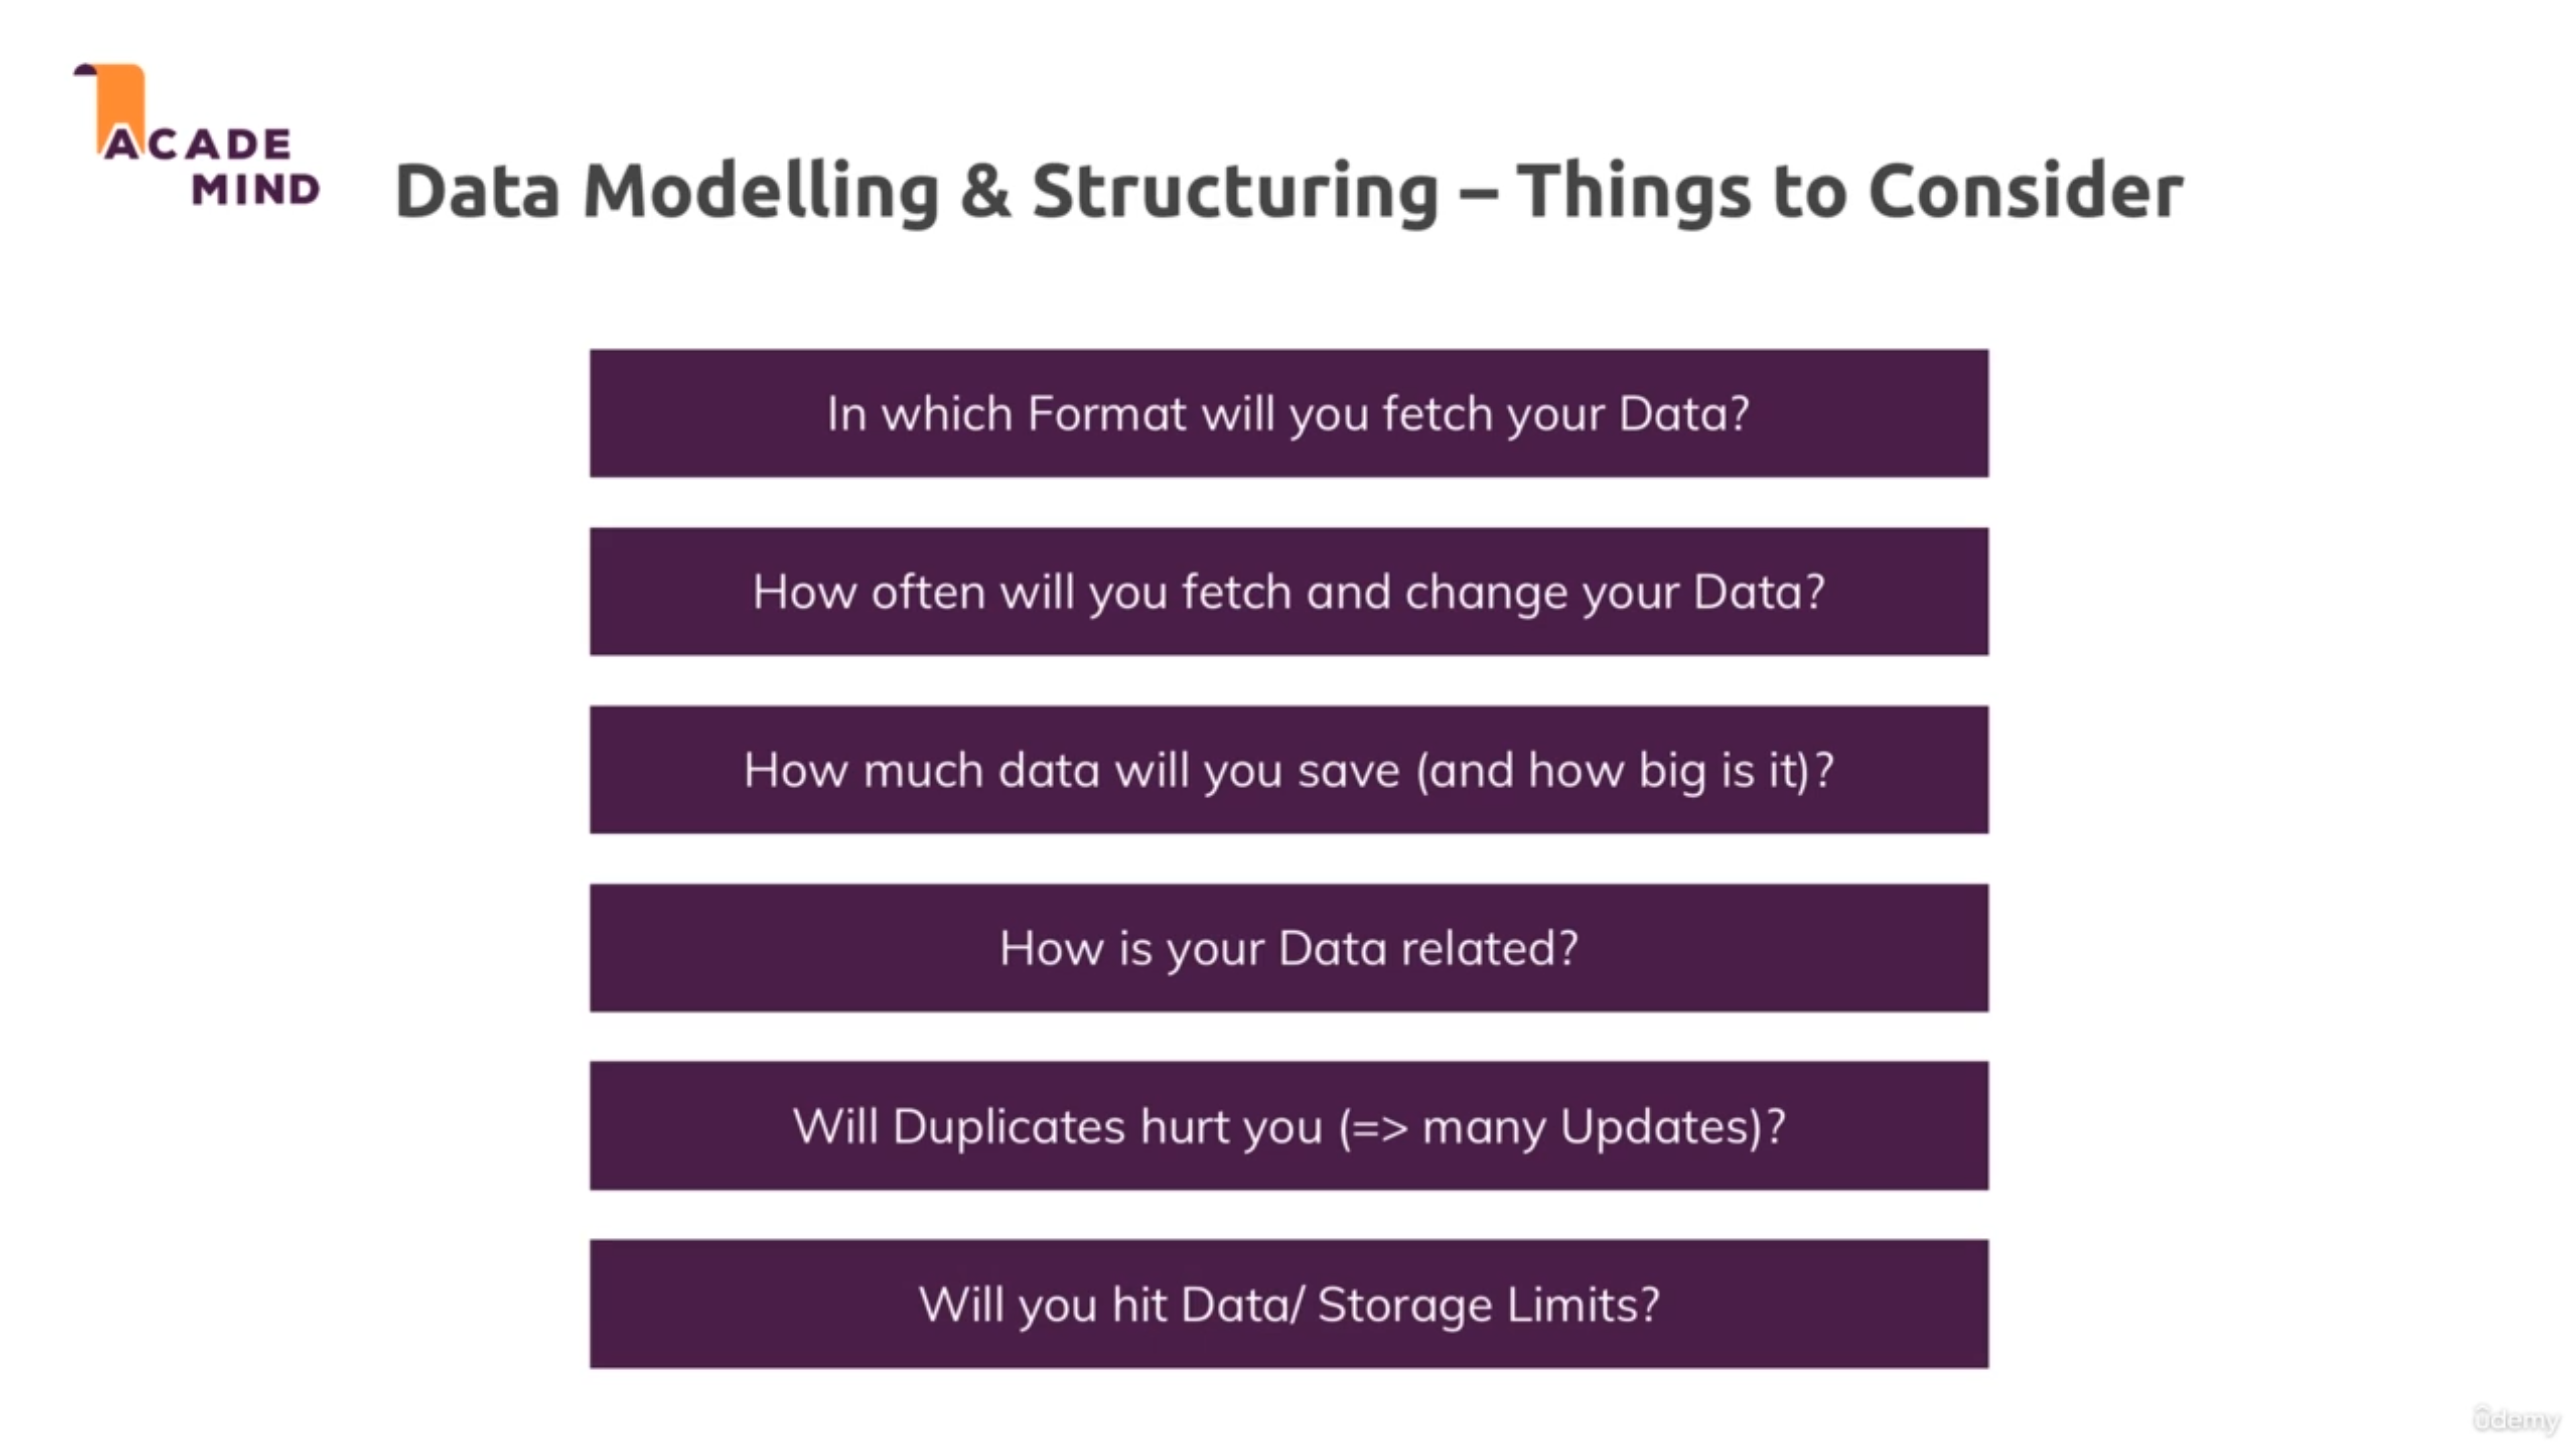 ACADE
MIND
Data Modelling & Structuring – Things to Consider
In which Format will you fetch your Data?
How often will you fetch and change your Data?
How much data will you save (and how big is it)?
How is your Data related?
Will Duplicates hurt you (=> many Updates)?
Will you hit Data/ Storage Limits?
ûdemy